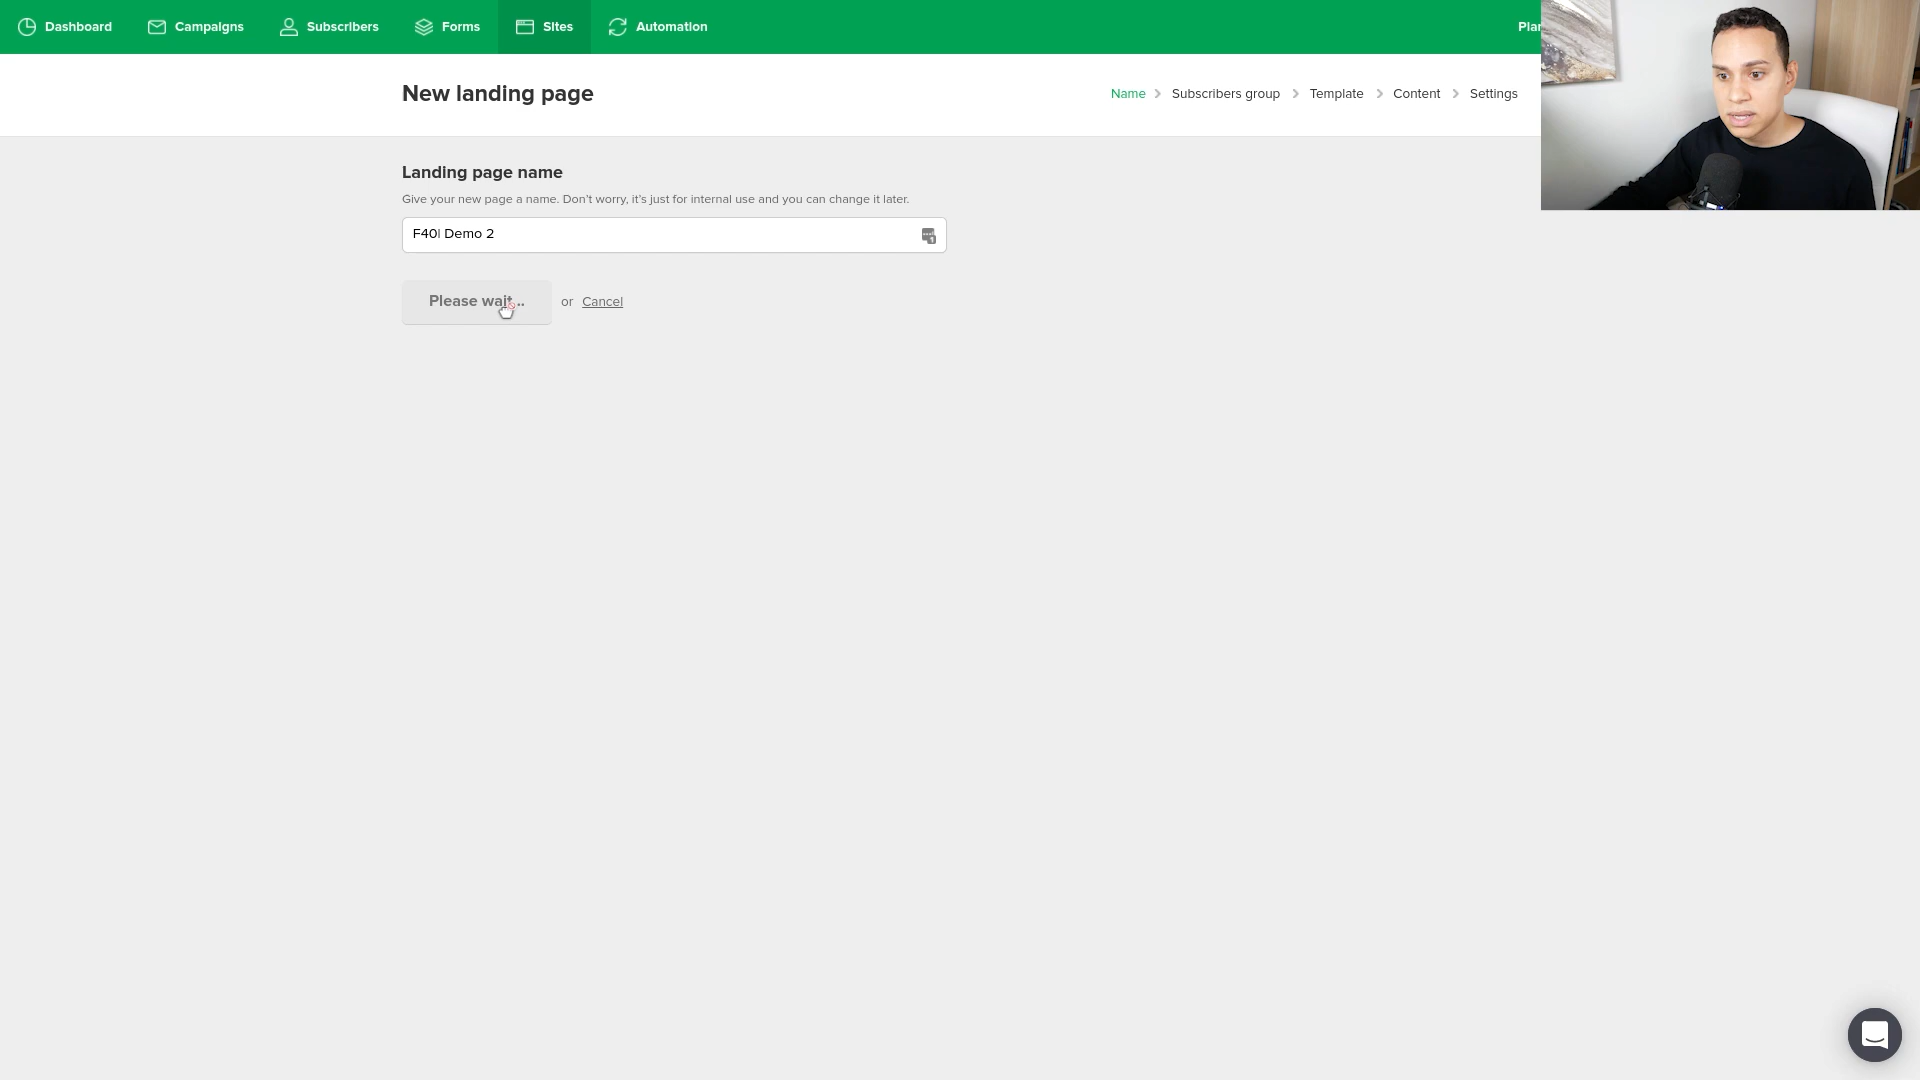 Dashboard
Campaigns
Subscribers
Forms
Sites
Automation
New landing page
Name
Subscribers group
Template
Content
Settings
Landing page name
Give your new page a name. Don't worry, it's just for internal use and you can change it later.
F40| Demo 2
1
Please wait...
or
Cancel